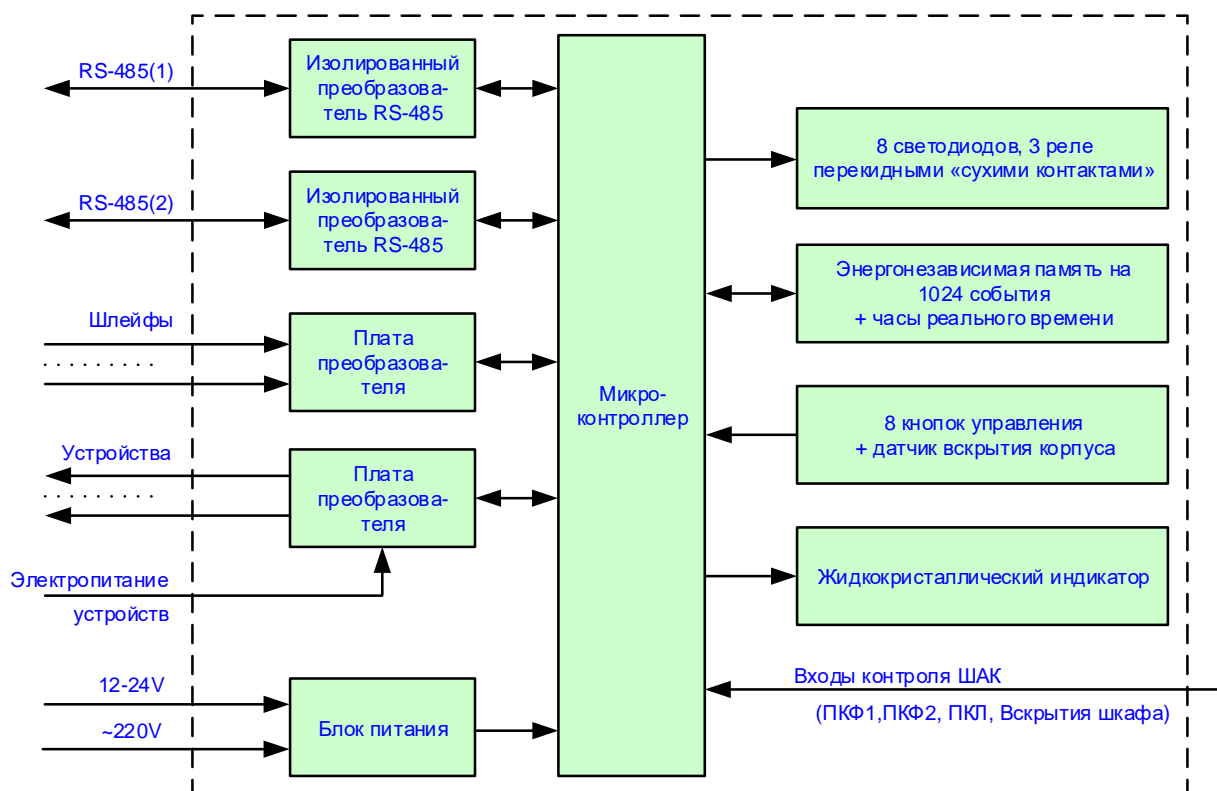 RS-485(1)
Изолированный
преобразова-
тель RS-485
RS-485(2)
Изолированный
преобразова-
тель RS-485
Шлейфы
. . . . . . . . . .
Плата
преобразова-
теля
Устройства
. . . . . . . . . .
Плата
преобразова-
теля
Электропитание
устройств
12-24V
~220V
Блок питания
Микро-
контроллер
8 светодиодов, 3 реле
перекидными «сухими контактами»
Энергонезависимая память на
1024 события
+ часы реального времени
8 кнопок управления
+ датчик вскрытия корпуса
Жидкокристаллический индикатор
Входы контроля ШАК
(ПКФ1,ПКФ2, ПКЛ, Вскрытия шкафа)